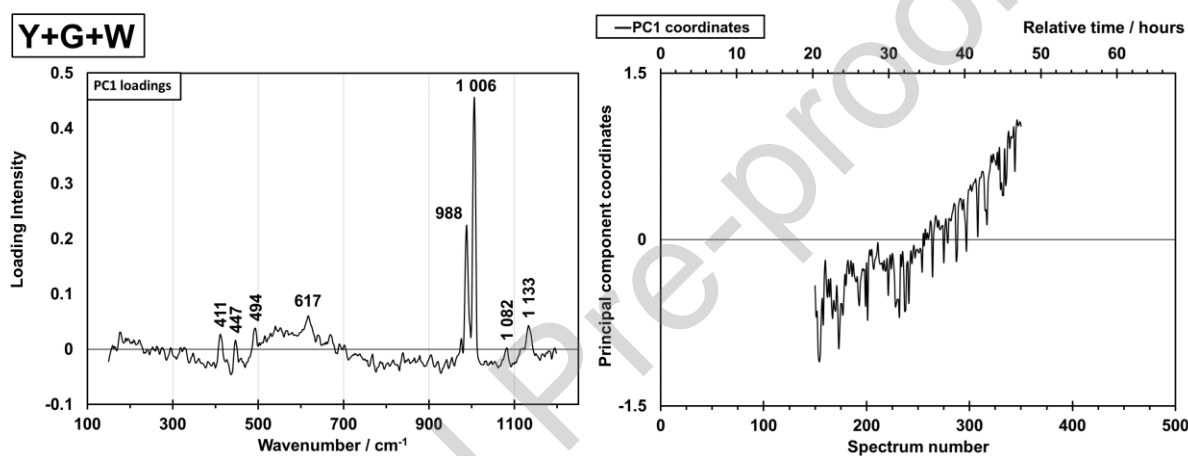 Y+G+W
PC1 loadings
0.5
0.4
0.3
0.2
0.1
0
-0.1
Loading Intensity
411
447
494
617
988
1 006
1 082
1 133
100 300 500 700 900 1100
Wavenumber / cm-1
PC1 coordinates
Relative time / hours
0 10 20 30 40 50 60
1.5
0
-1.5
Principal component coordinates
0 100 200 300 400 500
Spectrum number
l Pre-proo